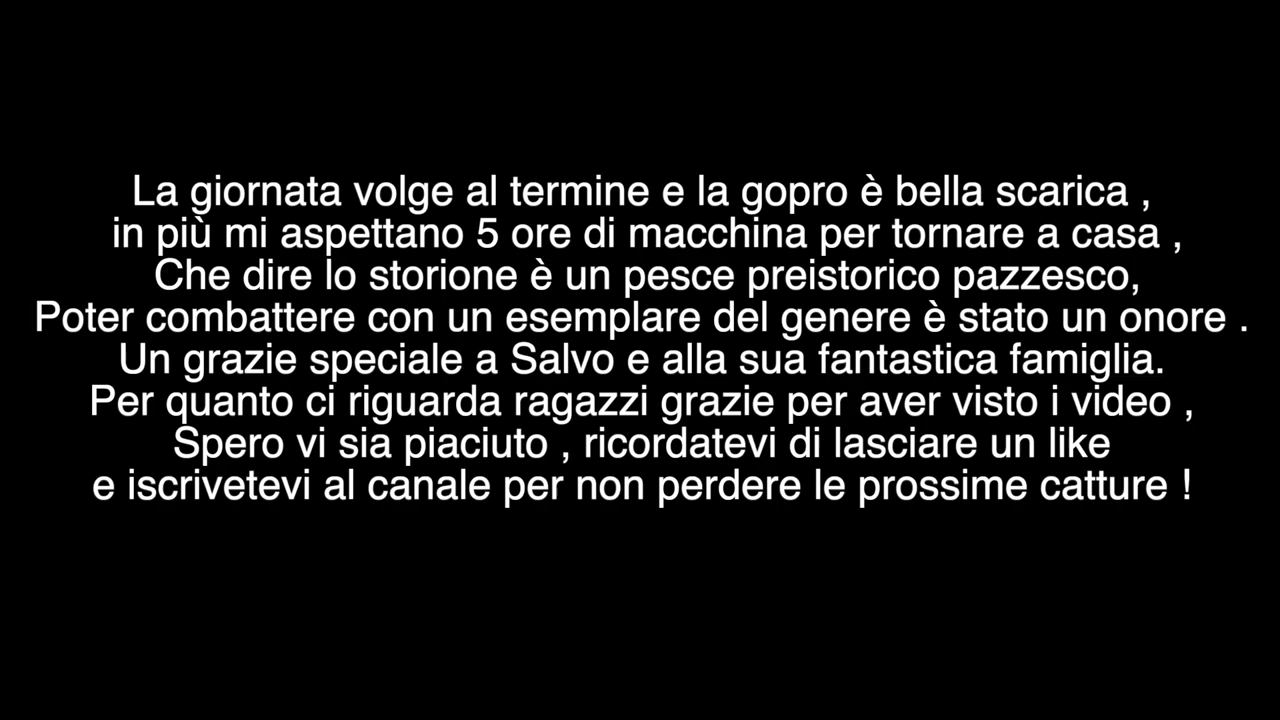 La giornata volge al termine e la gopro è bella scarica ,
in più mi aspettano 5 ore di macchina per tornare a casa ,
Che dire lo storione è un pesce preistorico pazzesco,
Poter combattere con un esemplare del genere è stato un onore .
Un grazie speciale a Salvo e alla sua fantastica famiglia.
Per quanto ci riguarda ragazzi grazie per aver visto i video ,
Spero vi sia piaciuto , ricordatevi di lasciare un like
e iscrivetevi al canale per non perdere le prossime catture !